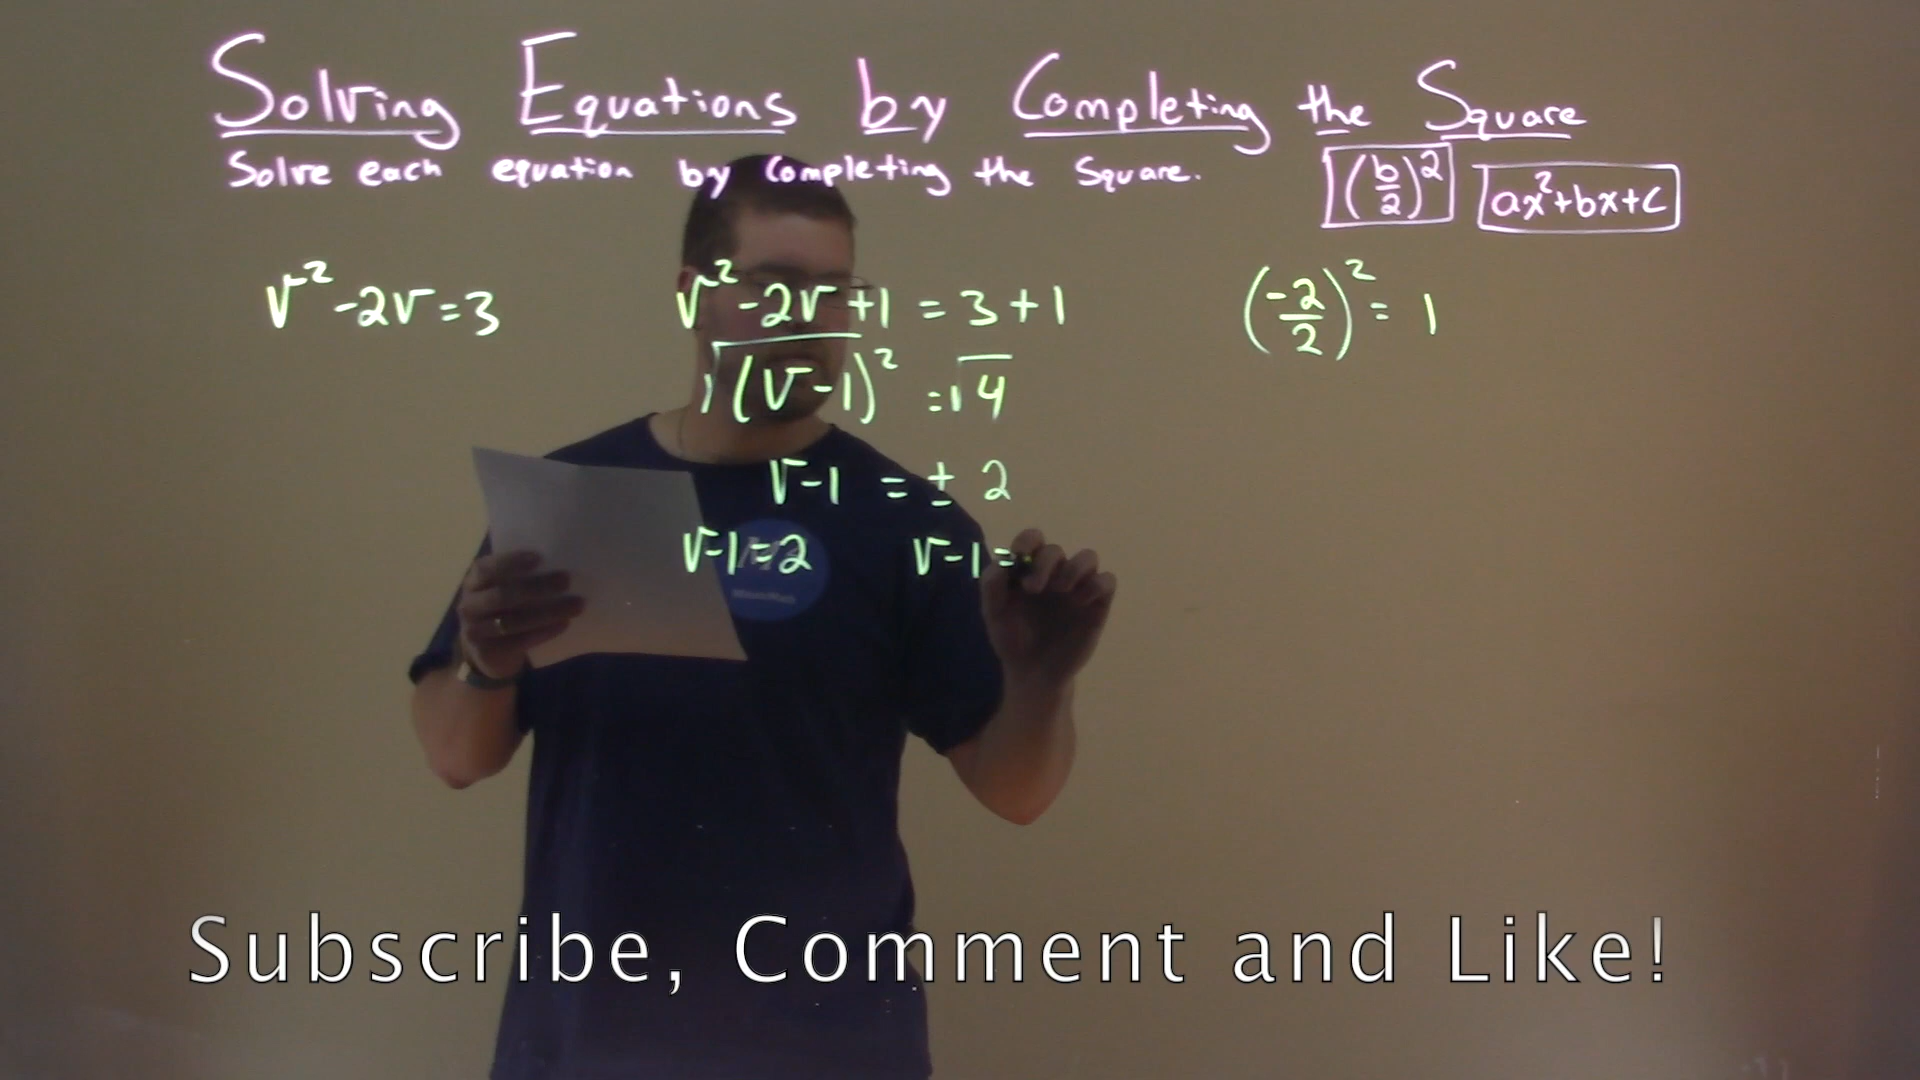 Solving Equations by Completing the Square
Solve each equation by Completing the Square.
(b/2)² ax²+bx+c
v²-2v=3
v²-2v+1 = 3+1
(-2/2)² = 1
√(v-1)² = √4
v-1 = ± 2
v-1=2 v-1=
Subscribe, Comment and Like!